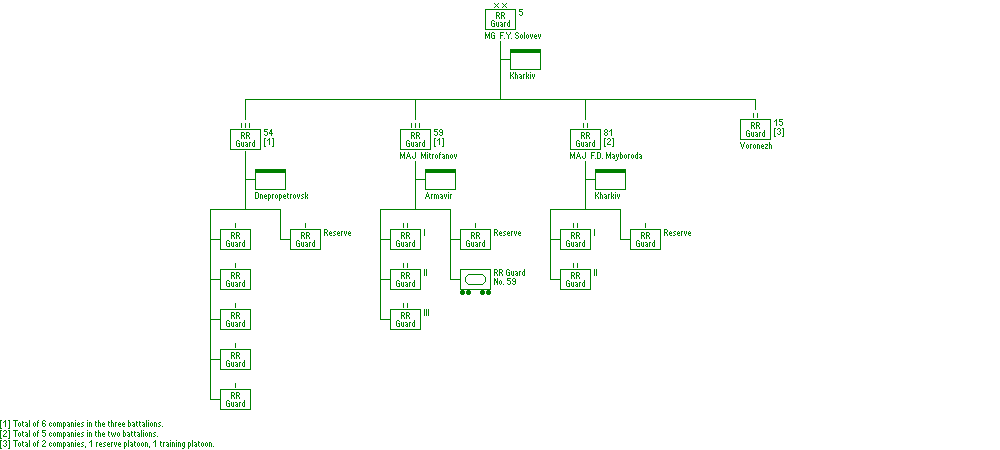 5
RR
Guard
MG F.Y. Solovev
Kharkiv
54
RR
Guard
[1]
59
RR
Guard
[1]
MAJ Mitrofanov
81
RR
Guard
[2]
MAJ F.D. Mayboroda
15
RR
Guard
[3]
Voronezh
Dnepropetrovsk
Armavir
Kharkiv
RR
Guard
RR
Guard
Reserve
RR
Guard
I
RR
Guard
Reserve
RR
Guard
I
RR
Guard
Reserve
RR
Guard
RR
Guard
II
RR Guard
No. 59
RR
Guard
II
RR
Guard
RR
Guard
III
RR
Guard
RR
Guard
[1] Total of 6 companies in the three battalions.
[2] Total of 5 companies in the two battalions.
[3] Total of 2 companies, 1 reserve platoon, 1 training platoon.